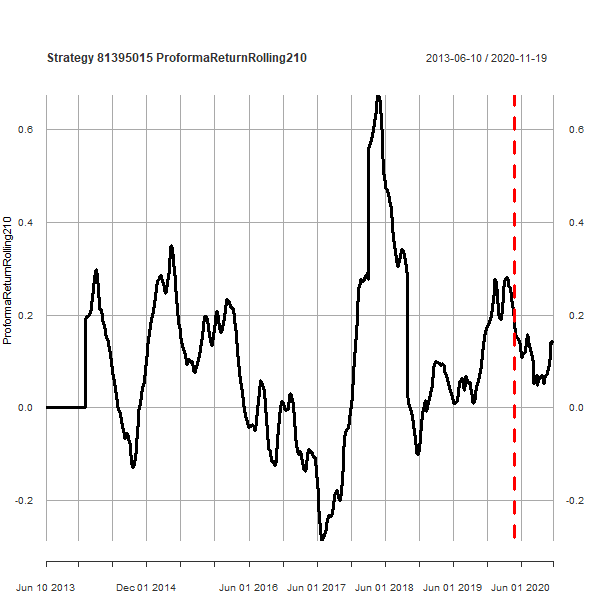 Strategy 81395015 ProformaReturnRolling210 2013-06-10 / 2020-11-19
0.6 0.6
0.4 0.4
0.2 0.2
0.0 0.0
-0.2 -0.2
ProformaReturnRolling210
Jun 10 2013 Dec 01 2014 Jun 01 2016 Jun 01 2017 Jun 01 2018 Jun 01 2019 Jun 01 2020